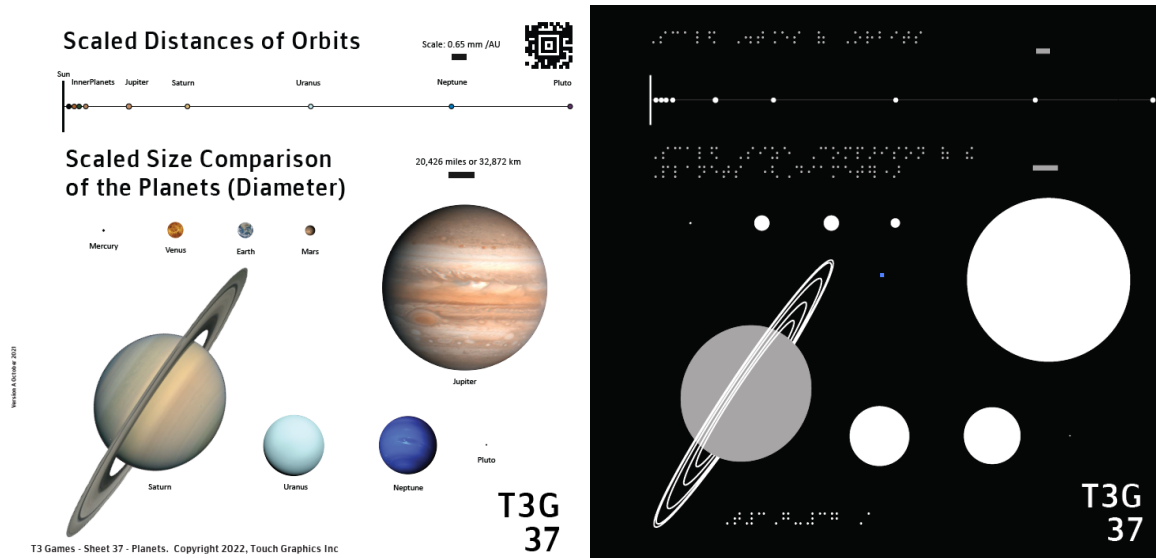 Scaled Distances of Orbits
Scale: 0.65 mm /AU
Sun
InnerPlanets Jupiter Saturn Uranus Neptune Pluto
Scaled Size Comparison
of the Planets (Diameter)
20,426 miles or 32,872 km
Mercury Venus Earth Mars
Jupiter
Version A October 2021
Saturn Uranus Neptune Pluto
T3G
37
T3 Games - Sheet 37 - Planets. Copyright 2022, Touch Graphics Inc
T3G
37